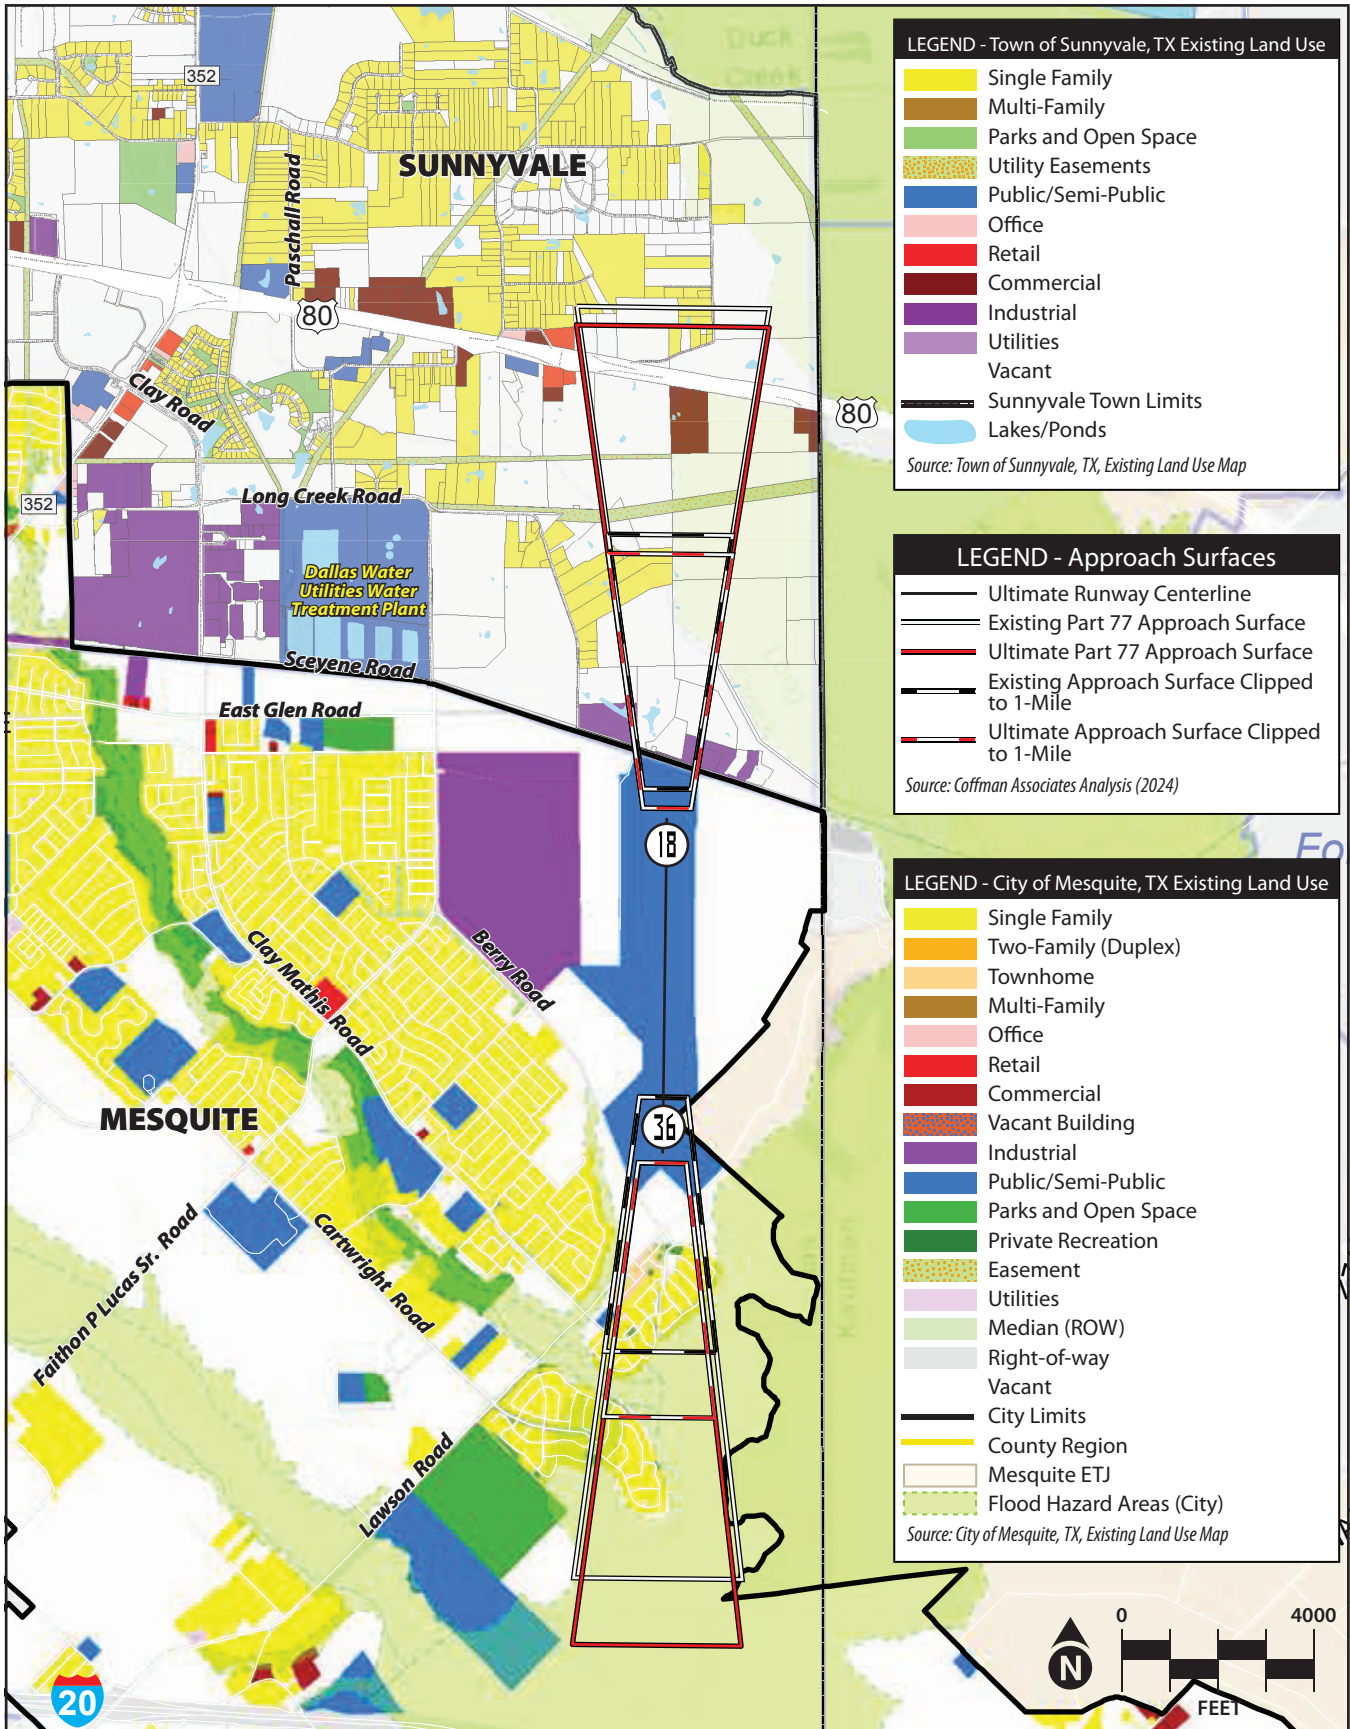 DUCK
Creek
352
SUNNYVALE
Paschall Road
80
80
Clay Road
352
Long Creek Road
Dallas Water
Utilities Water
Treatment Plant
Sceyene Road
East Glen Road
18
Berry Road
Clay Mathis Road
MESQUITE
36
Faithon P Lucas Sr. Road
Cartwright Road
Kaufman
Lawson Road
20
LEGEND - Town of Sunnyvale, TX Existing Land Use
Single Family
Multi-Family
Parks and Open Space
Utility Easements
Public/Semi-Public
Office
Retail
Commercial
Industrial
Utilities
Vacant
Sunnyvale Town Limits
Lakes/Ponds
Source: Town of Sunnyvale, TX, Existing Land Use Map
LEGEND - Approach Surfaces
Ultimate Runway Centerline
Existing Part 77 Approach Surface
Ultimate Part 77 Approach Surface
Existing Approach Surface Clipped
to 1-Mile
Ultimate Approach Surface Clipped
to 1-Mile
Source: Coffman Associates Analysis (2024)
Fo
LEGEND - City of Mesquite, TX Existing Land Use
Single Family
Two-Family (Duplex)
Townhome
Multi-Family
Office
Retail
Commercial
Vacant Building
Industrial
Public/Semi-Public
Parks and Open Space
Private Recreation
Easement
Utilities
Median (ROW)
Right-of-way
Vacant
City Limits
County Region
Mesquite ETJ
Flood Hazard Areas (City)
Source: City of Mesquite, TX, Existing Land Use Map
0 4000
N
FEET